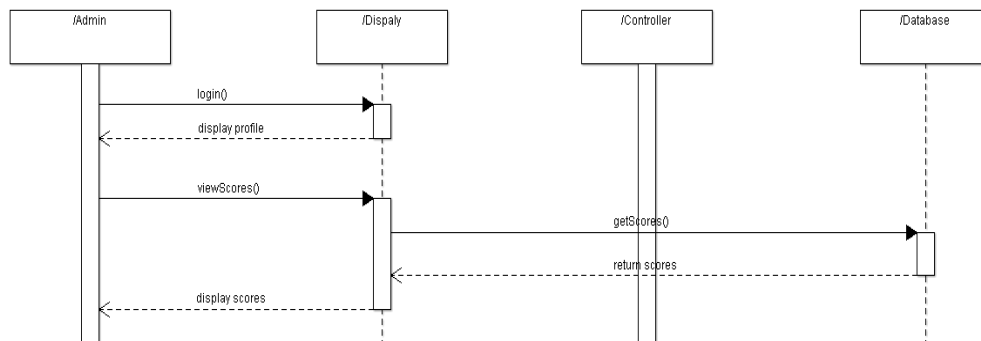 /Admin
/Dispaly
/Controller
/Database
login()
display profile
viewScores()
getScores()
return scores
display scores